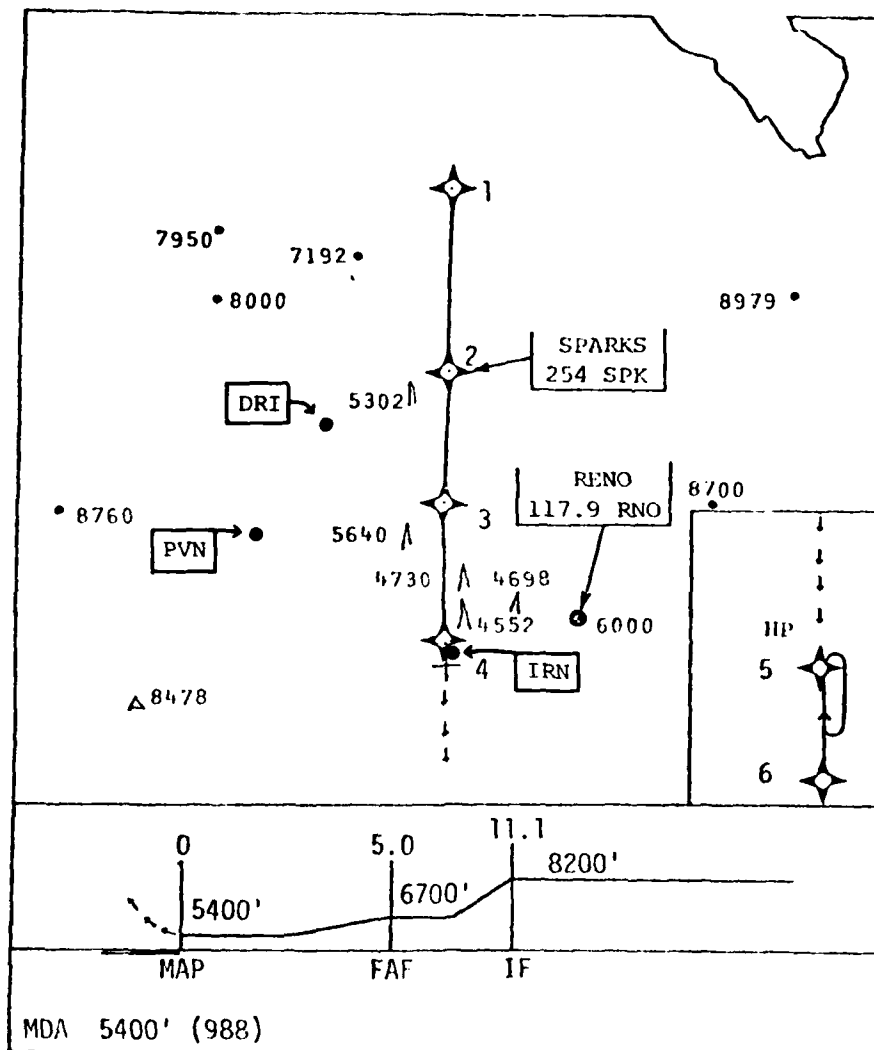 1
7950
7192
8000
8979
2
SPARKS
254 SPK
5302
DRI
RENO
117.9 RNO
8700
8760
3
5640
PVN
4730
4698
4552
6000
HP
5
4
IRN
8478
6
0
5.0
11.1
5400'
6700'
8200'
MAP
FAF
IF
MDA 5400' (988)